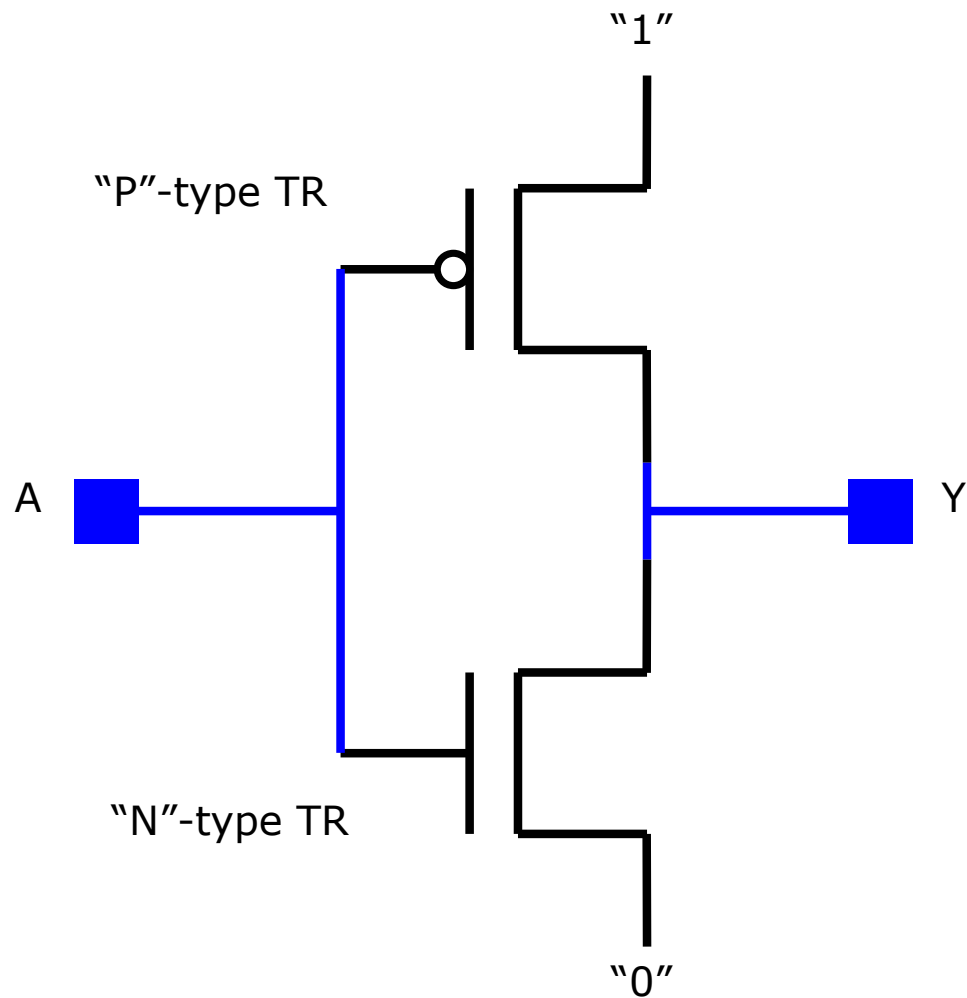 “1”
“P”-type TR
A
Y
“N”-type TR
“0”